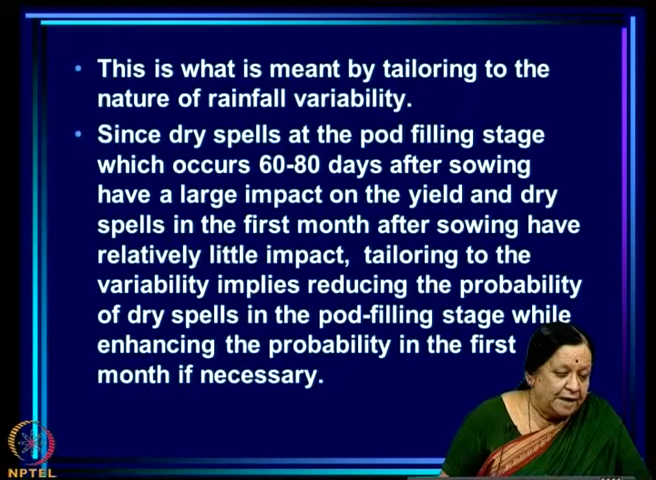 • This is what is meant by tailoring to the
nature of rainfall variability.
• Since dry spells at the pod filling stage
which occurs 60-80 days after sowing
have a large impact on the yield and dry
spells in the first month after sowing have
relatively little impact, tailoring to the
variability implies reducing the probability
of dry spells in the pod-filling stage while
enhancing the probability in the first
month if necessary.
NPTEL